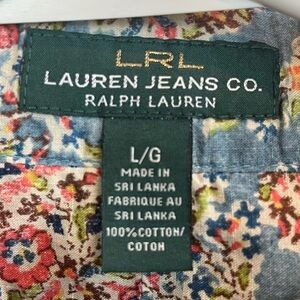 LRL
LAUREN JEANS CO.
RALPH LAUREN
L/G
MADE IN
SRI LANKA
FABRIQUE AU
SRI LANKA
100% COTTON/
COTON